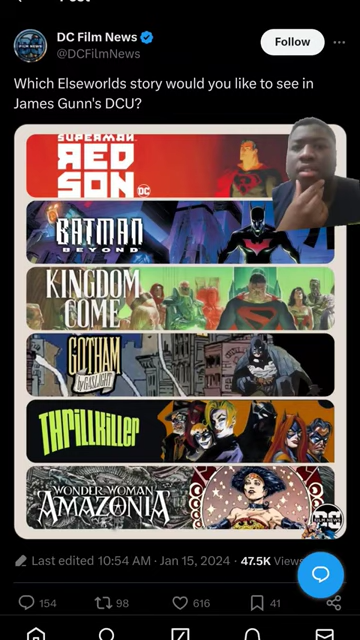 DC Film News
@DCFilmNews
Follow
Which Elseworlds story would you like to see in
James Gunn's DCU?
SUPERMAN
RED
SON
DC
BATMAN
BEYOND
KINGDOM
COME
GOTHAM
by GASLIGHT
THRILLKILLER
WONDER WOMAN
AMAZONIA
FILM NEWS
Last edited 10:54 AM · Jan 15, 2024 · 47.5K Views
154
98
616
41